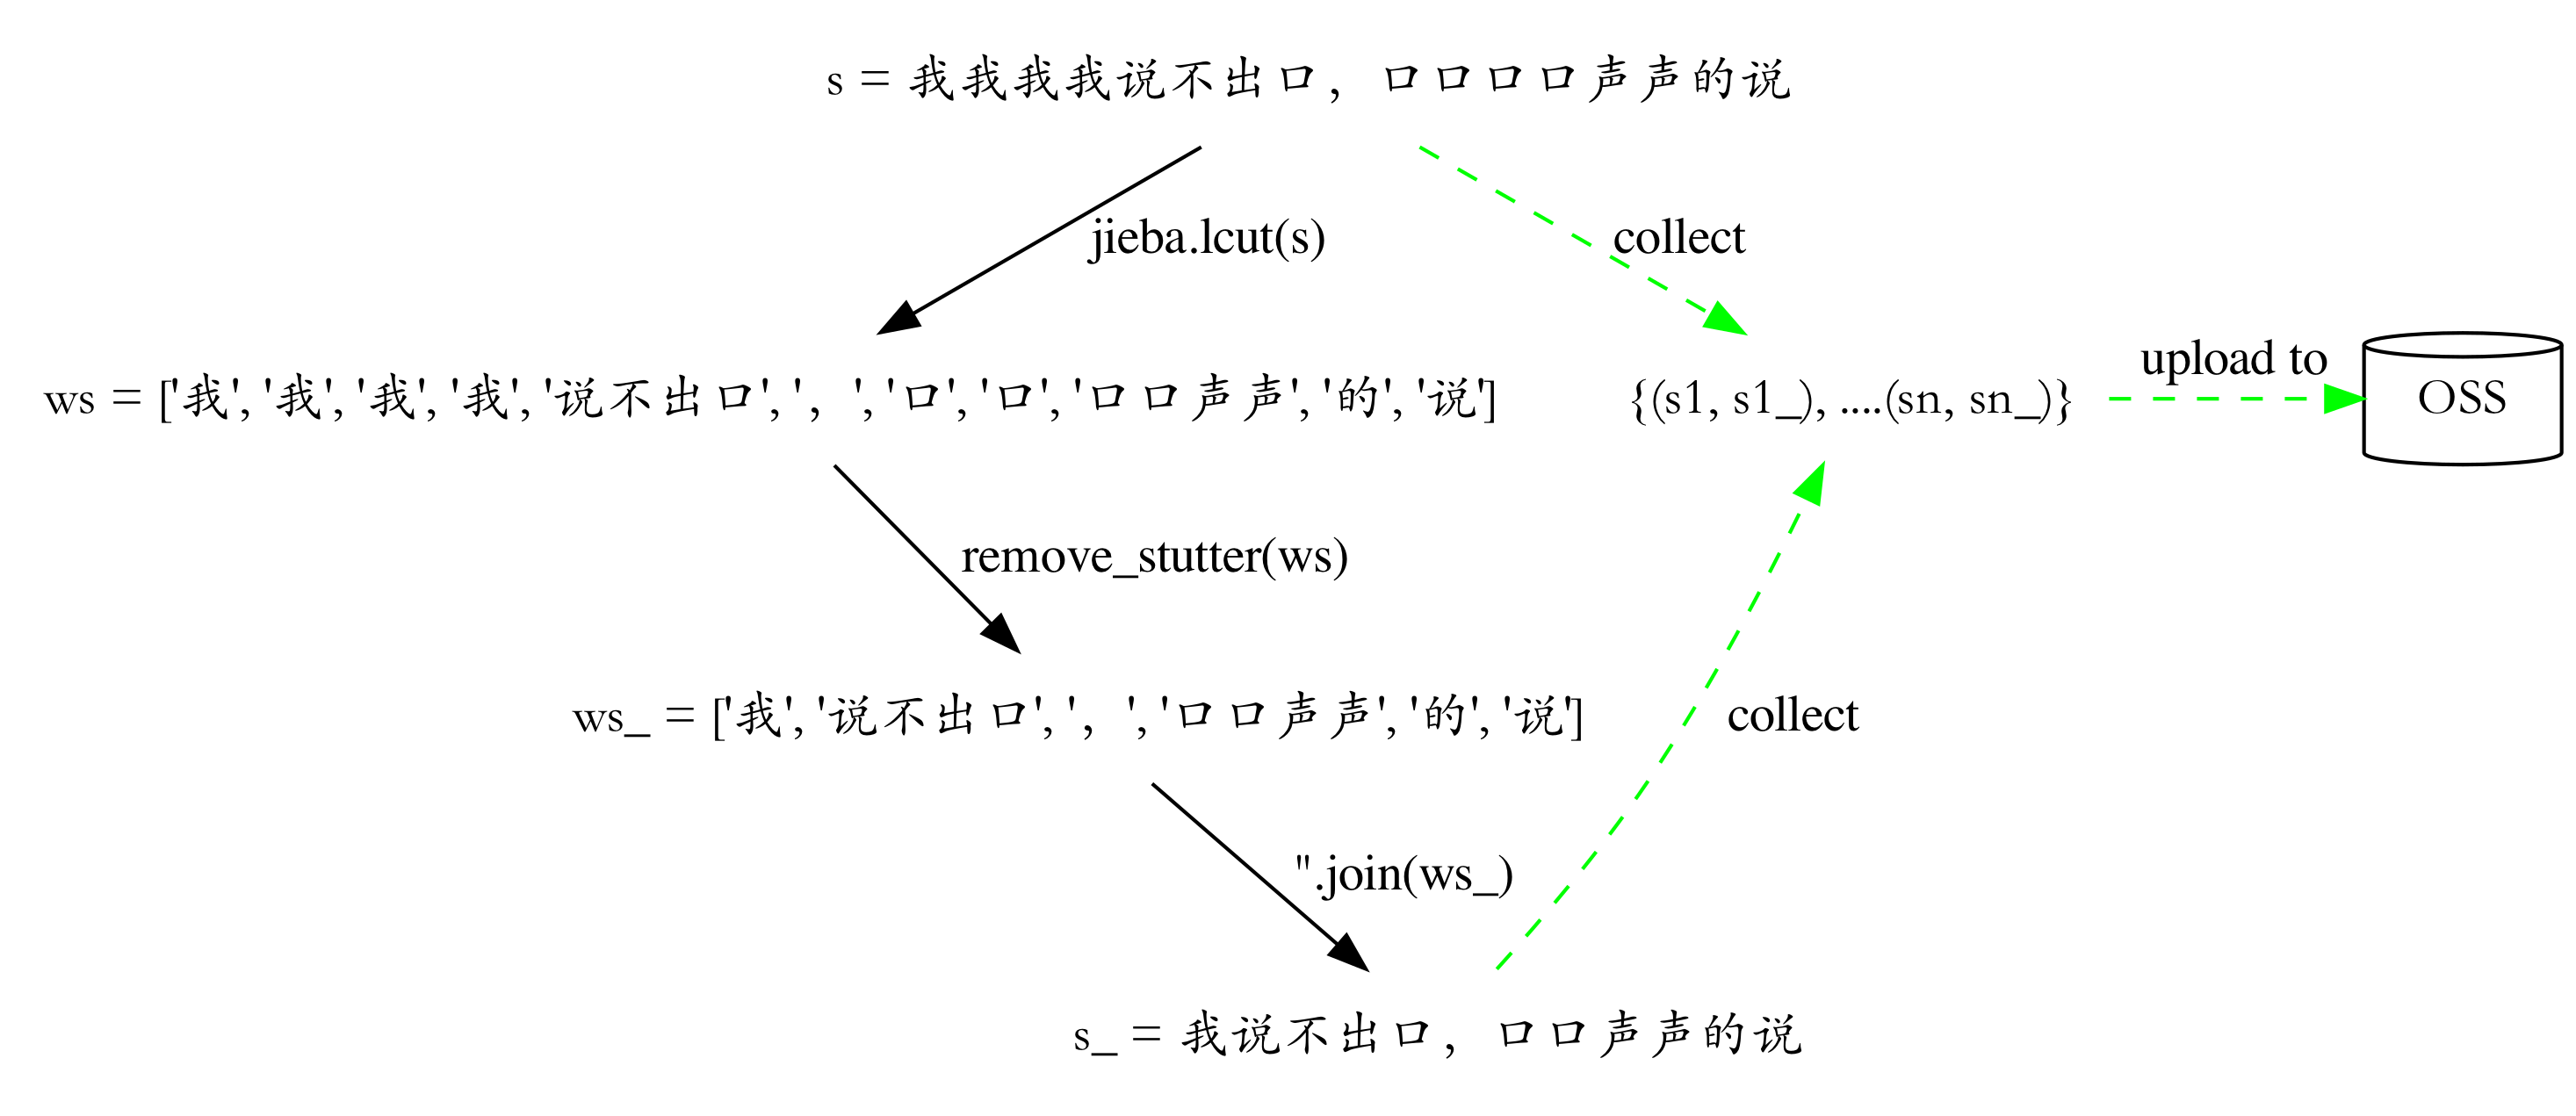 s = 我我我我说不出口，口口口口声声的说
jieba.lcut(s)
collect
ws = ['我', '我', '我', '我', '说不出口', '，', '口', '口', '口口声声', '的', '说']
{(s1, s1_), ....(sn, sn_)}
upload to
OSS
remove_stutter(ws)
ws_ = ['我', '说不出口', '，', '口口声声', '的', '说']
collect
''.join(ws_)
s_ = 我说不出口，口口声声的说